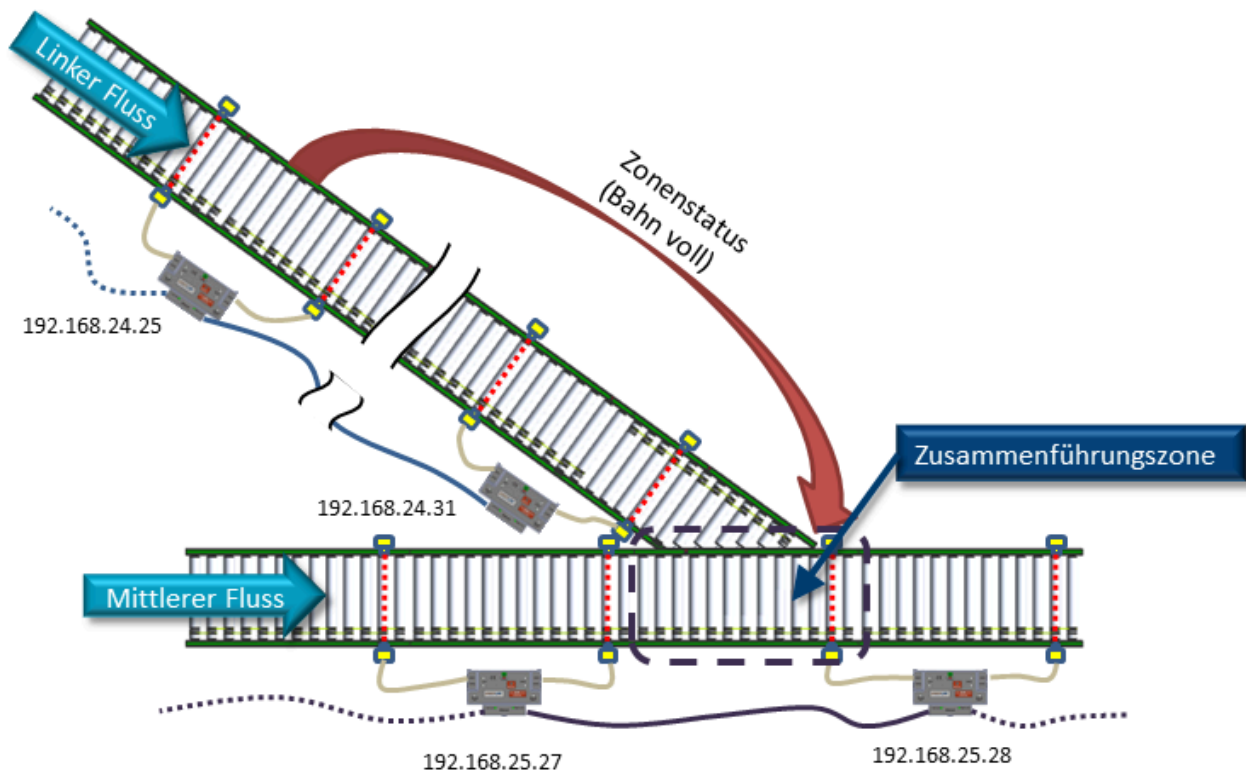 Linker Fluss
Zonenstatus
(Bahn voll)
192.168.24.25
Zusammenführungszone
192.168.24.31
Mittlerer Fluss
192.168.25.27
192.168.25.28